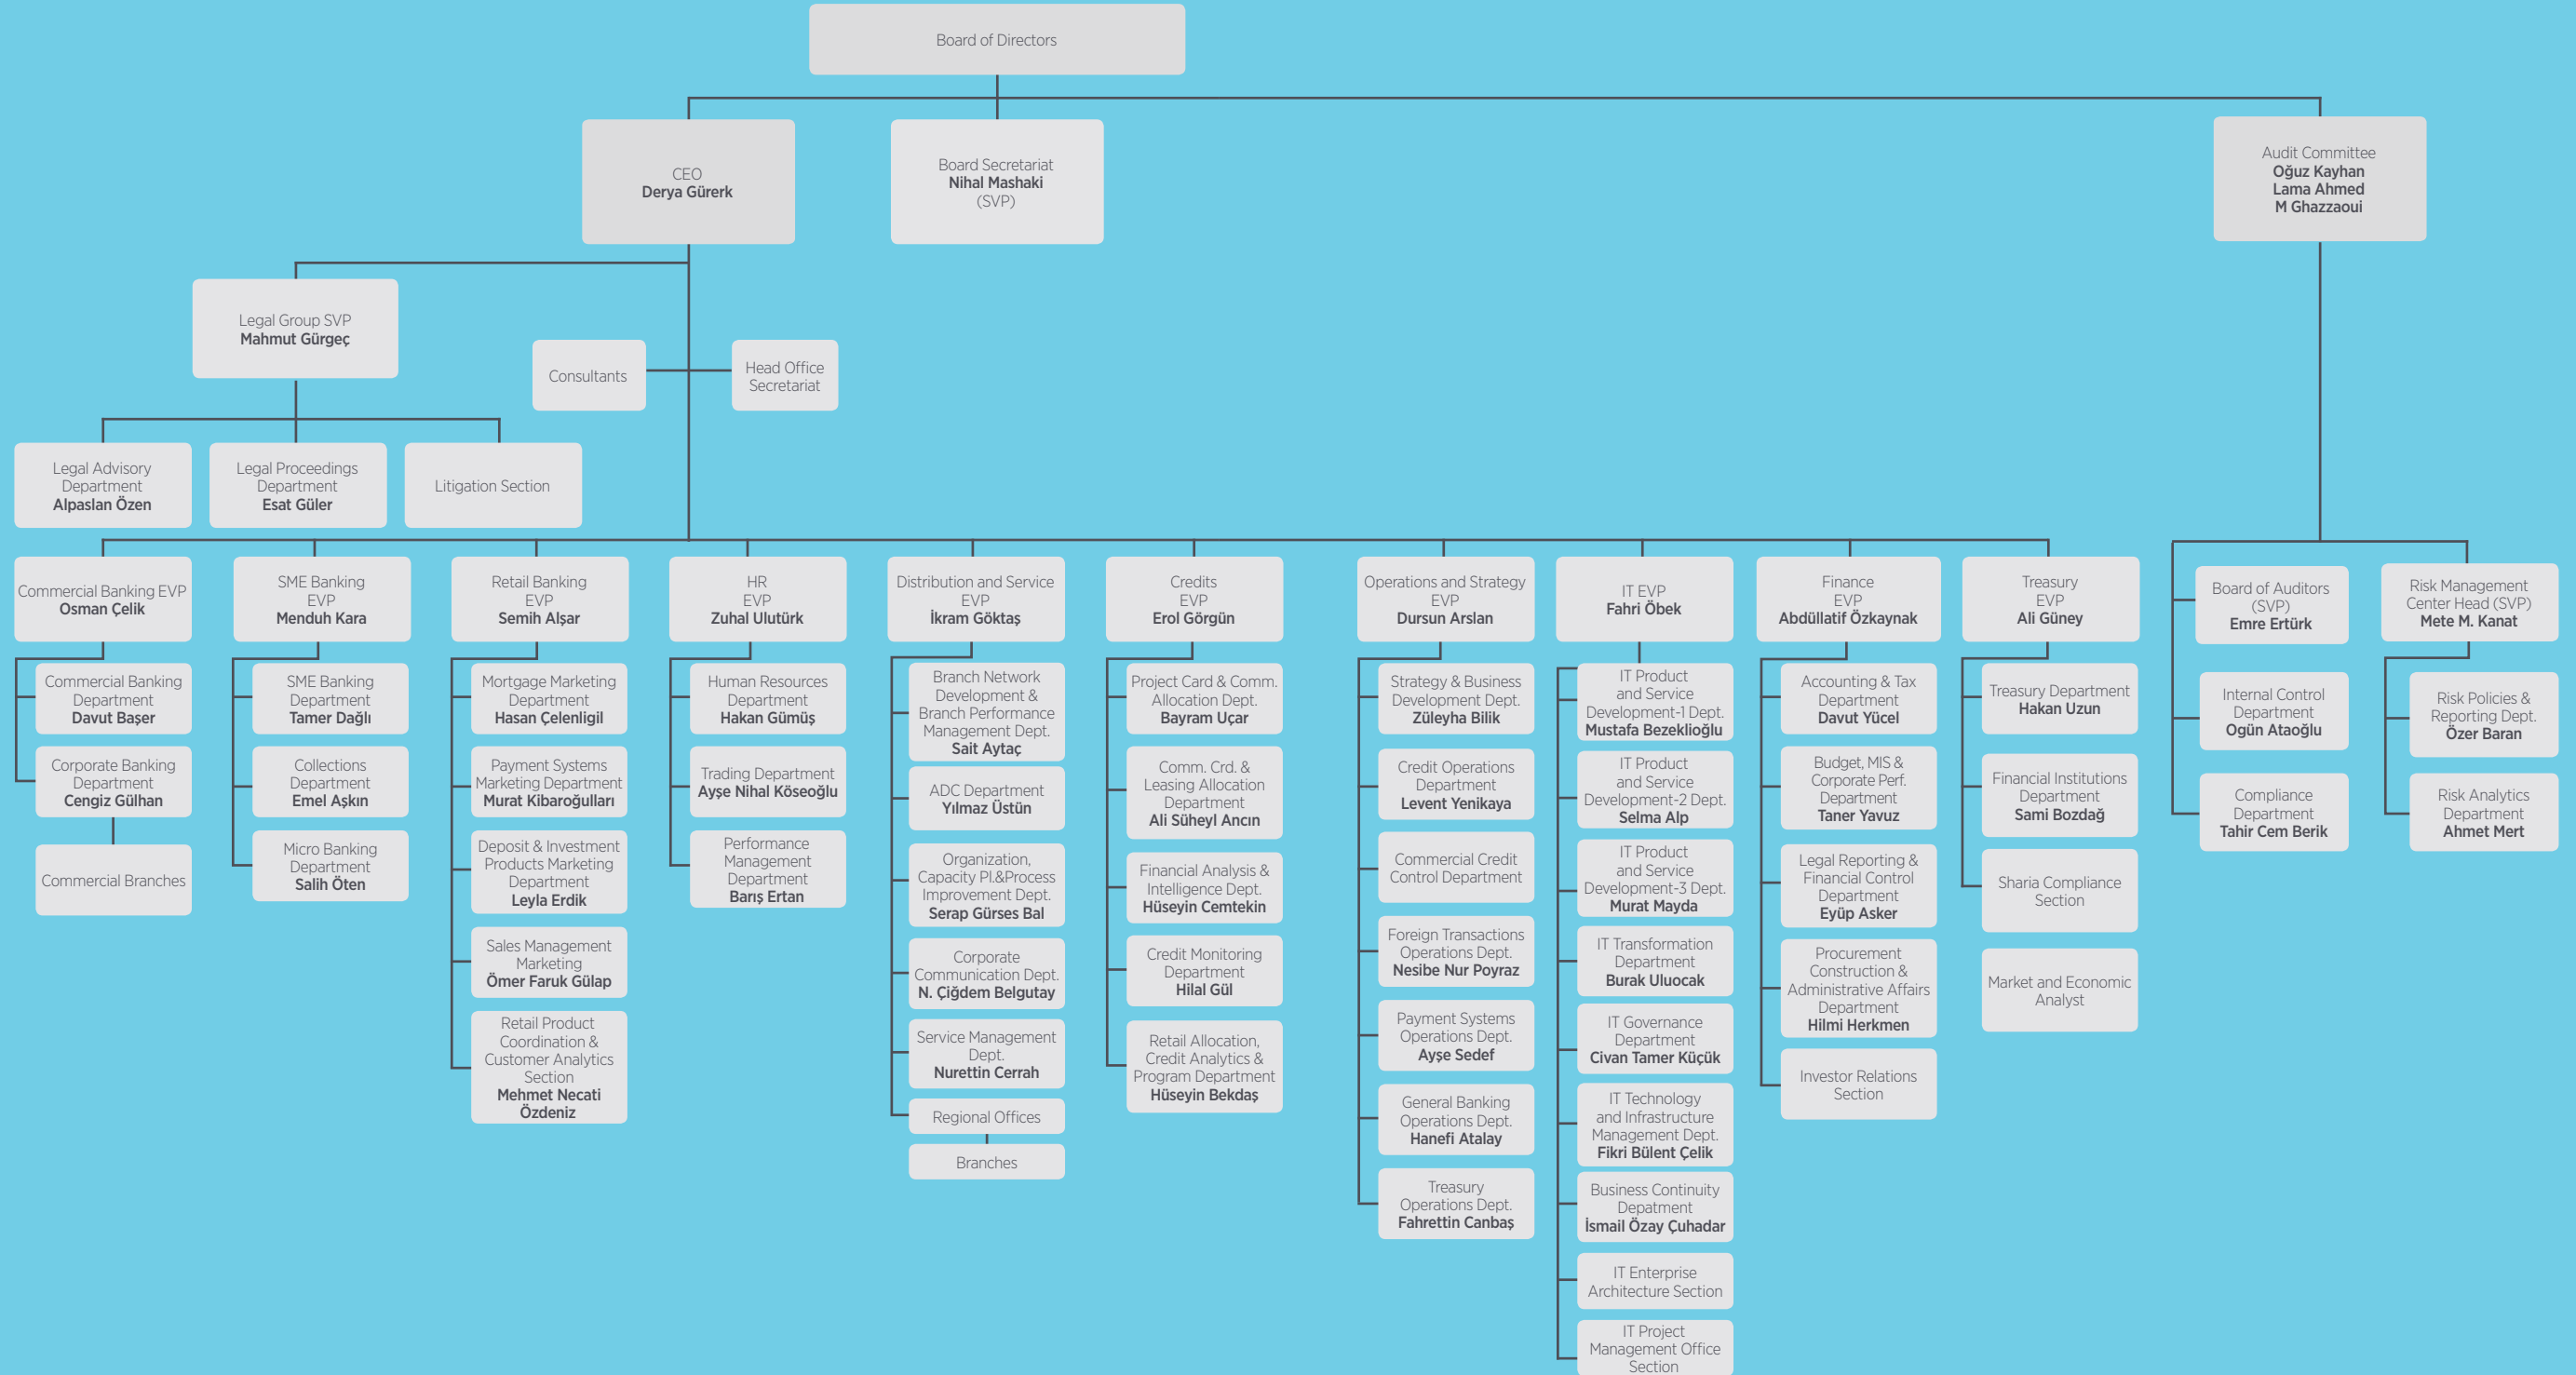 Board of Directors
CEO
Derya Gürerk
Board Secretariat
Nihal Mashaki
(SVP)
Audit Committee
Oğuz Kayhan
Lama Ahmed
M Ghazzaoui
Legal Group SVP
Mahmut Gürgeç
Consultants
Head Office
Secretariat
Legal Advisory
Department
Alpaslan Özen
Legal Proceedings
Department
Esat Güler
Litigation Section
Commercial Banking EVP
Osman Çelik
Commercial Banking
Department
Davut Başer
Corporate Banking
Department
Cengiz Gülhan
Commercial Branches
SME Banking
EVP
Menduh Kara
SME Banking
Department
Tamer Dağlı
Collections
Department
Emel Aşkın
Micro Banking
Department
Salih Öten
Retail Banking
EVP
Semih Alşar
Mortgage Marketing
Department
Hasan Çelenligil
Payment Systems
Marketing Department
Murat Kibaroğulları
Deposit & Investment
Products Marketing
Department
Leyla Erdik
Sales Management
Marketing
Ömer Faruk Gülap
Retail Product
Coordination &
Customer Analytics
Section
Mehmet Necati
Özdeniz
HR
EVP
Zuhal Ulutürk
Human Resources
Department
Hakan Gümüş
Trading Department
Ayşe Nihal Köseoğlu
Performance
Management
Department
Barış Ertan
Distribution and Service
EVP
İkram Göktaş
Branch Network
Development &
Branch Performance
Management Dept.
Sait Aytaç
ADC Department
Yılmaz Üstün
Organization,
Capacity Pl.&Process
Improvement Dept.
Serap Gürses Bal
Corporate
Communication Dept.
N. Çiğdem Belgutay
Service Management
Dept.
Nurettin Cerrah
Regional Offices
Branches
Credits
EVP
Erol Görgün
Project Card & Comm.
Allocation Dept.
Bayram Uçar
Comm. Crd. &
Leasing Allocation
Department
Ali Süheyl Ancın
Financial Analysis &
Intelligence Dept.
Hüseyin Cemtekin
Credit Monitoring
Department
Hilal Gül
Retail Allocation,
Credit Analytics &
Program Department
Hüseyin Bekdaş
Operations and Strategy
EVP
Dursun Arslan
Strategy & Business
Development Dept.
Züleyha Bilik
Credit Operations
Department
Levent Yenikaya
Commercial Credit
Control Department
Foreign Transactions
Operations Dept.
Nesibe Nur Poyraz
Payment Systems
Operations Dept.
Ayşe Sedef
General Banking
Operations Dept.
Hanefi Atalay
Treasury
Operations Dept.
Fahrettin Canbaş
IT EVP
Fahri Öbek
IT Product
and Service
Development-1 Dept.
Mustafa Bezeklioğlu
IT Product
and Service
Development-2 Dept.
Selma Alp
IT Product
and Service
Development-3 Dept.
Murat Mayda
IT Transformation
Department
Burak Uluocak
IT Governance
Department
Civan Tamer Küçük
IT Technology
and Infrastructure
Management Dept.
Fikri Bülent Çelik
Business Continuity
Depatment
İsmail Özay Çuhadar
IT Enterprise
Architecture Section
IT Project
Management Office
Section
Finance
EVP
Abdüllatif Özkaynak
Accounting & Tax
Department
Davut Yücel
Budget, MIS &
Corporate Perf.
Department
Taner Yavuz
Legal Reporting &
Financial Control
Department
Eyüp Asker
Procurement
Construction &
Administrative Affairs
Department
Hilmi Herkmen
Investor Relations
Section
Treasury
EVP
Ali Güney
Treasury Department
Hakan Uzun
Financial Institutions
Department
Sami Bozdağ
Sharia Compliance
Section
Market and Economic
Analyst
Board of Auditors
(SVP)
Emre Ertürk
Internal Control
Department
Ogün Ataoğlu
Compliance
Department
Tahir Cem Berik
Risk Management
Center Head (SVP)
Mete M. Kanat
Risk Policies &
Reporting Dept.
Özer Baran
Risk Analytics
Department
Ahmet Mert